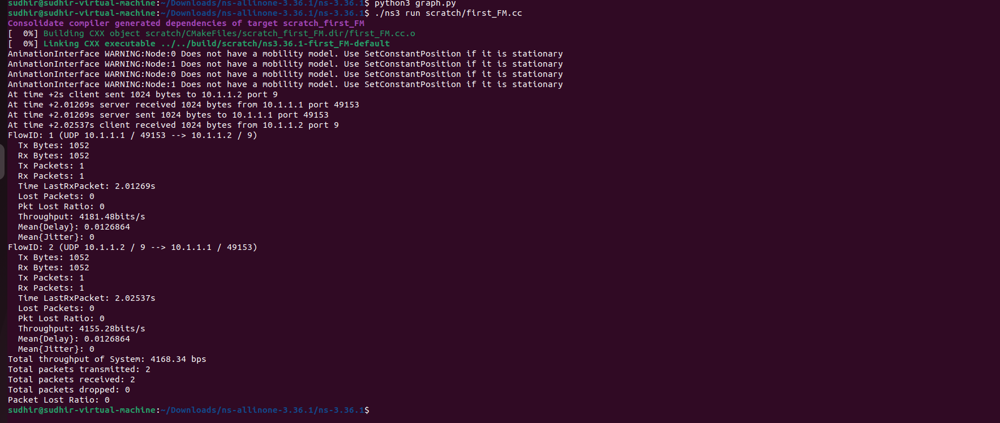 sudhir@sudhir-virtual-machine:~/Downloads/ns-allinone-3.36.1/ns-3.36.1$ python3 graph.py
sudhir@sudhir-virtual-machine:~/Downloads/ns-allinone-3.36.1/ns-3.36.1$ ./ns3 run scratch/first_FM.cc
Consolidate compiler generated dependencies of target scratch_first_FM
[  0%] Building CXX object scratch/CMakeFiles/scratch_first_FM.dir/first_FM.cc.o
[  0%] Linking CXX executable ../../build/scratch/ns3.36.1-first_FM-default
AnimationInterface WARNING:Node:0 Does not have a mobility model. Use SetConstantPosition if it is stationary
AnimationInterface WARNING:Node:1 Does not have a mobility model. Use SetConstantPosition if it is stationary
AnimationInterface WARNING:Node:0 Does not have a mobility model. Use SetConstantPosition if it is stationary
AnimationInterface WARNING:Node:1 Does not have a mobility model. Use SetConstantPosition if it is stationary
At time +2s client sent 1024 bytes to 10.1.1.2 port 9
At time +2.01269s server received 1024 bytes from 10.1.1.1 port 49153
At time +2.01269s server sent 1024 bytes to 10.1.1.1 port 49153
At time +2.02537s client received 1024 bytes from 10.1.1.2 port 9
FlowID: 1 (UDP 10.1.1.1 / 49153 --> 10.1.1.2 / 9)
  Tx Bytes: 1052
  Rx Bytes: 1052
  Tx Packets: 1
  Rx Packets: 1
  Time LastRxPacket: 2.01269s
  Lost Packets: 0
  Pkt Lost Ratio: 0
  Throughput: 4181.48bits/s
  Mean{Delay}: 0.0126864
  Mean{Jitter}: 0
FlowID: 2 (UDP 10.1.1.2 / 9 --> 10.1.1.1 / 49153)
  Tx Bytes: 1052
  Rx Bytes: 1052
  Tx Packets: 1
  Rx Packets: 1
  Time LastRxPacket: 2.02537s
  Lost Packets: 0
  Pkt Lost Ratio: 0
  Throughput: 4155.28bits/s
  Mean{Delay}: 0.0126864
  Mean{Jitter}: 0
Total throughput of System: 4168.34 bps
Total packets transmitted: 2
Total packets received: 2
Total packets dropped: 0
Packet Lost Ratio: 0
sudhir@sudhir-virtual-machine:~/Downloads/ns-allinone-3.36.1/ns-3.36.1$